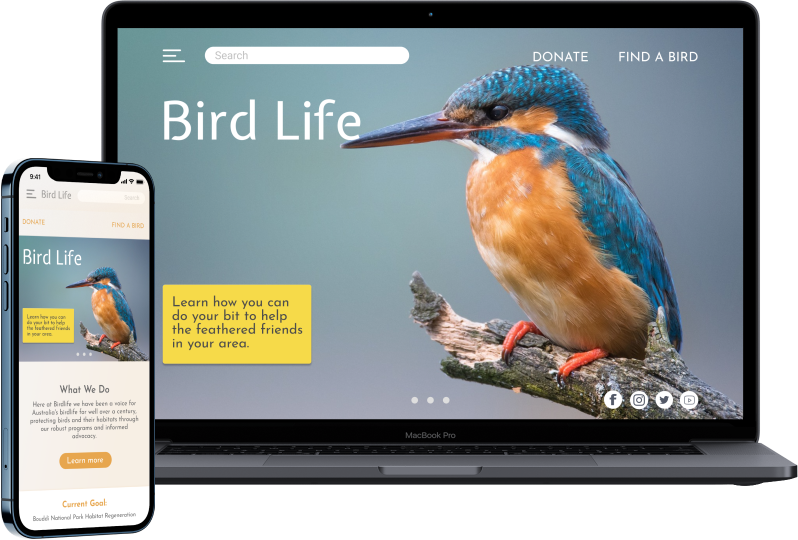 Search
DONATE
FIND A BIRD
Bird Life
Learn how you can
do your bit to help
the feathered friends
in your area.
MacBook Pro
9:41
Bird Life
Search
DONATE
FIND A BIRD
Bird Life
Learn how you can
do your bit to help
the feathered friends
in your area.
What We Do
Here at Birdlife we have been a voice for
Australia's birdlife for well over a century,
protecting birds and their habitats through
our robust programs and informed
advocacy.
Learn more
Current Goal:
Bouddi National Park Habitat Regeneration